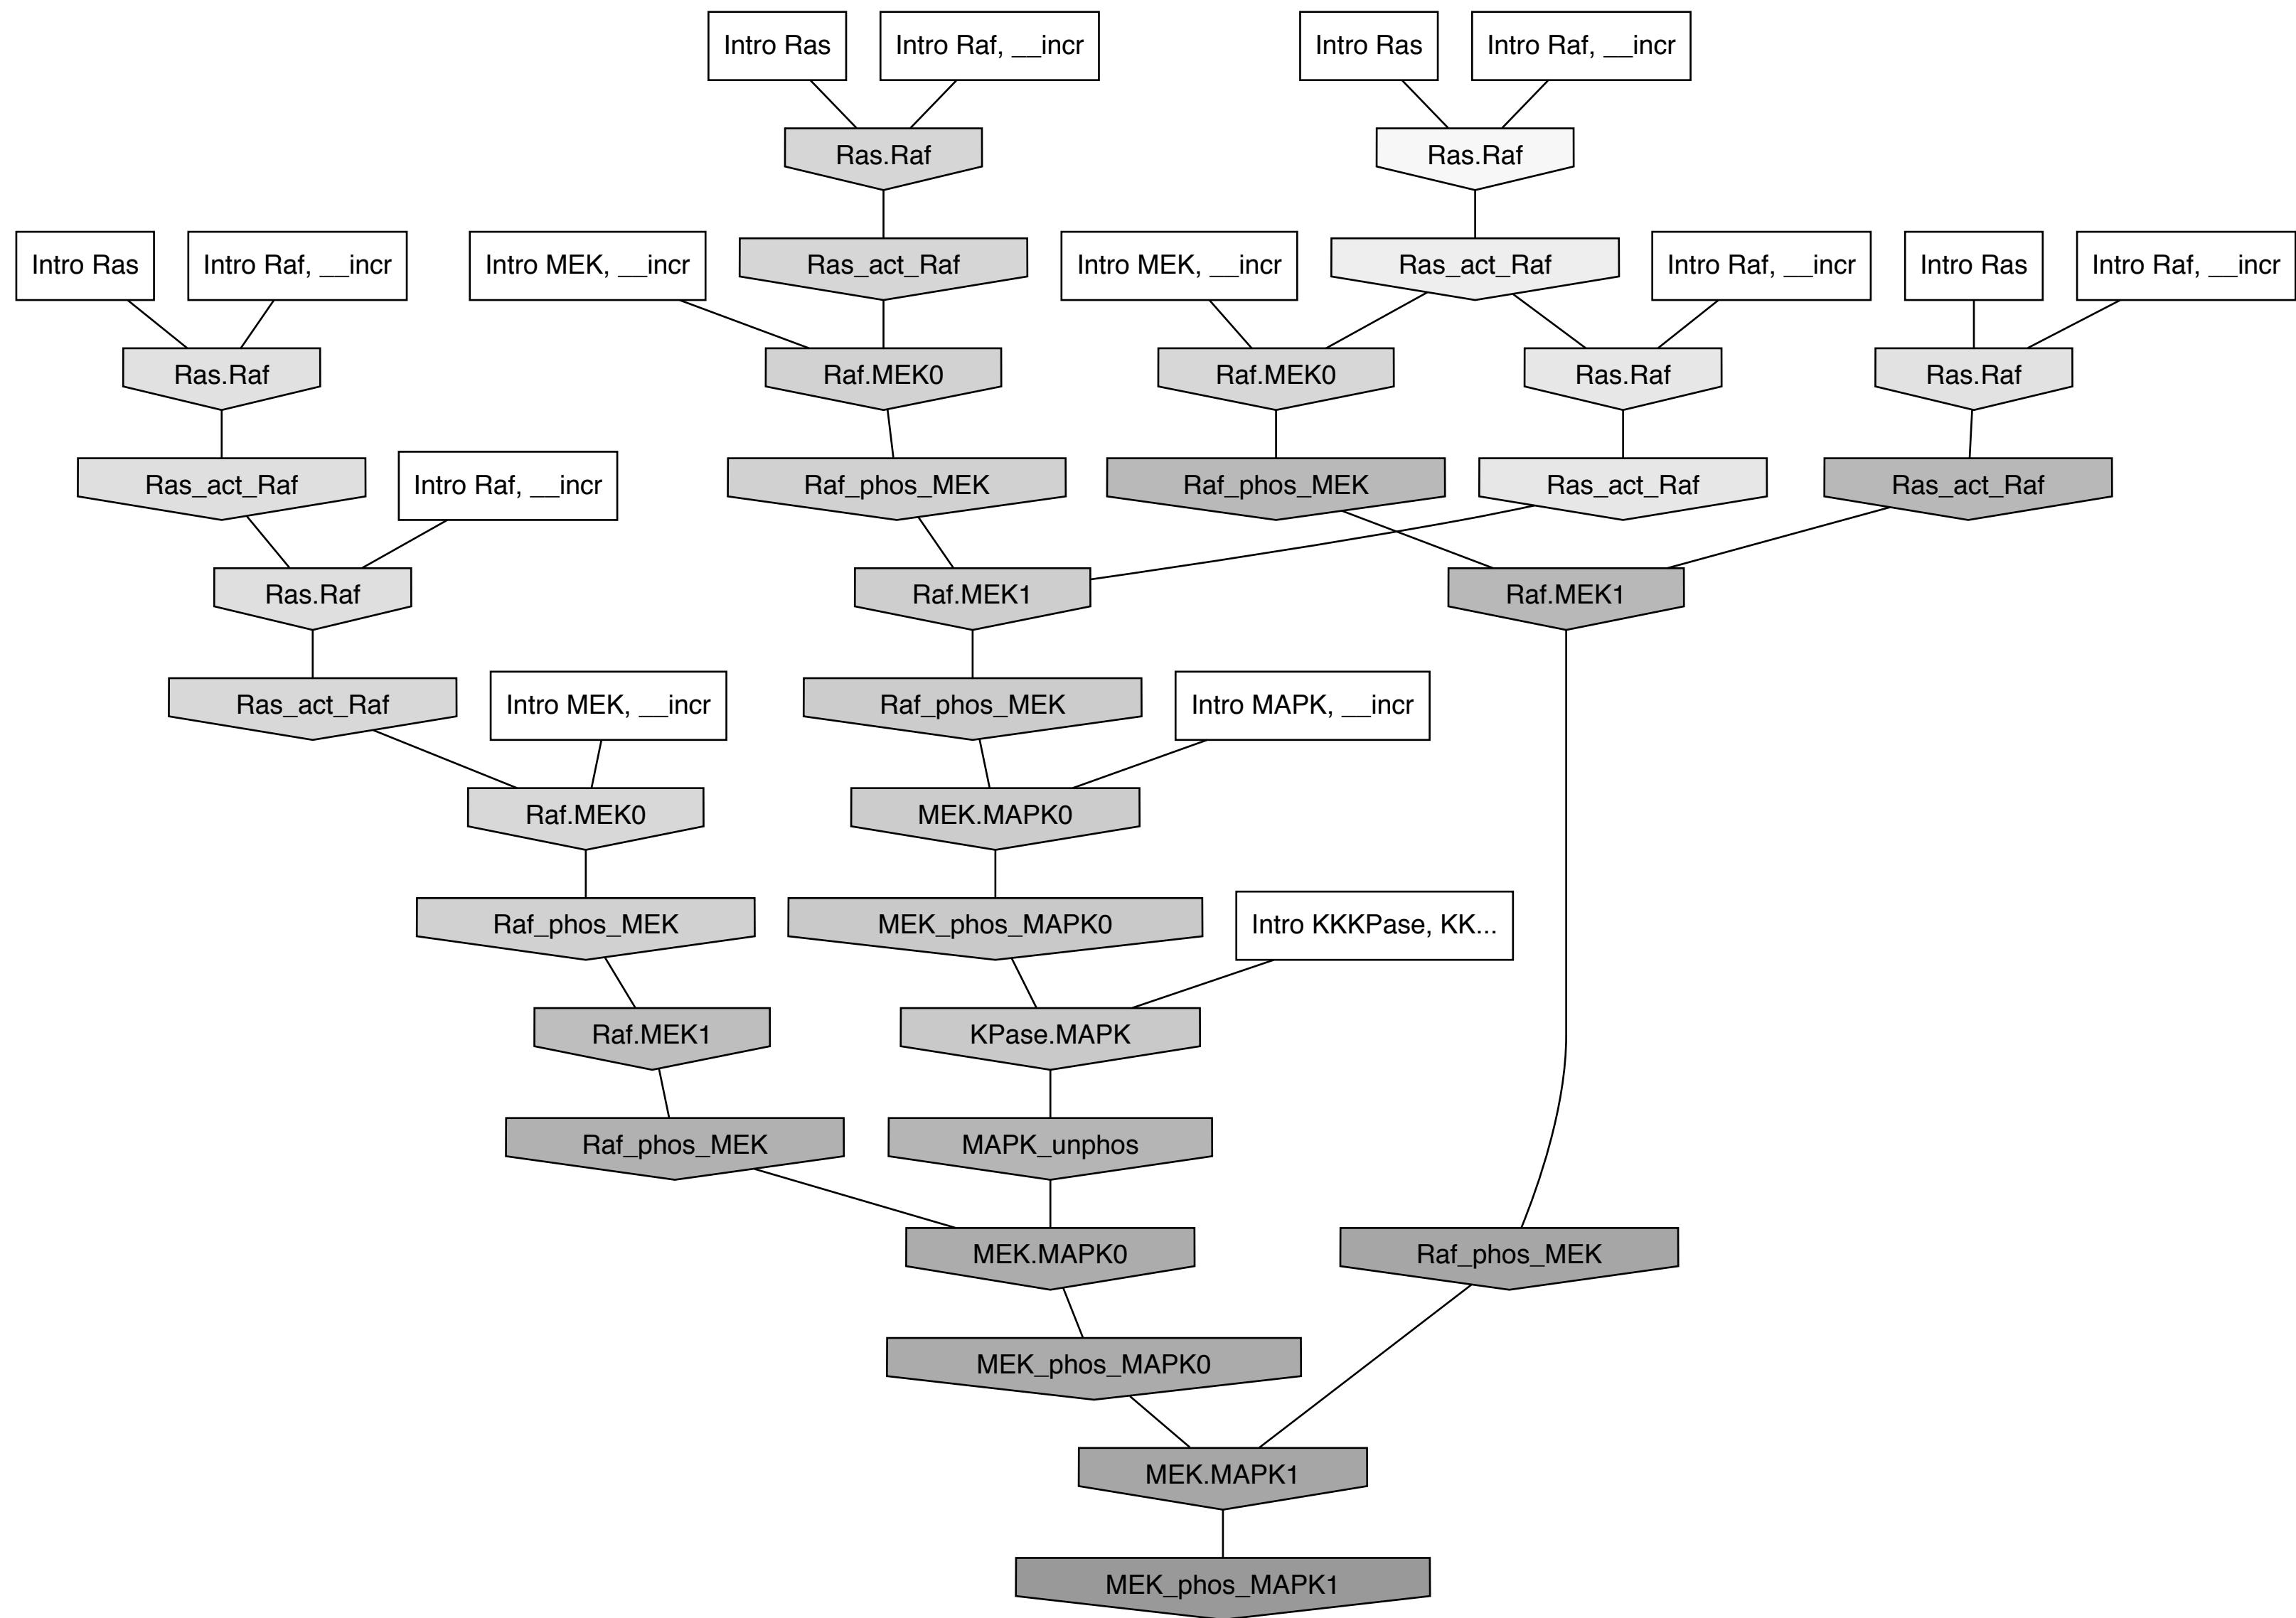 Intro Ras
Intro Raf, __incr
Intro Ras
Intro Raf, __incr
Ras.Raf
Ras.Raf
Intro Ras
Intro Raf, __incr
Intro MEK, __incr
Ras_act_Raf
Intro MEK, __incr
Ras_act_Raf
Intro Raf, __incr
Intro Ras
Intro Raf, __incr
Ras.Raf
Raf.MEK0
Raf.MEK0
Ras.Raf
Ras.Raf
Ras_act_Raf
Intro Raf, __incr
Raf_phos_MEK
Raf_phos_MEK
Ras_act_Raf
Ras_act_Raf
Ras.Raf
Raf.MEK1
Raf.MEK1
Ras_act_Raf
Intro MEK, __incr
Raf_phos_MEK
Intro MAPK, __incr
Raf.MEK0
MEK.MAPK0
Raf_phos_MEK
MEK_phos_MAPK0
Intro KKKPase, KK...
Raf.MEK1
KPase.MAPK
Raf_phos_MEK
MAPK_unphos
MEK.MAPK0
Raf_phos_MEK
MEK_phos_MAPK0
MEK.MAPK1
MEK_phos_MAPK1